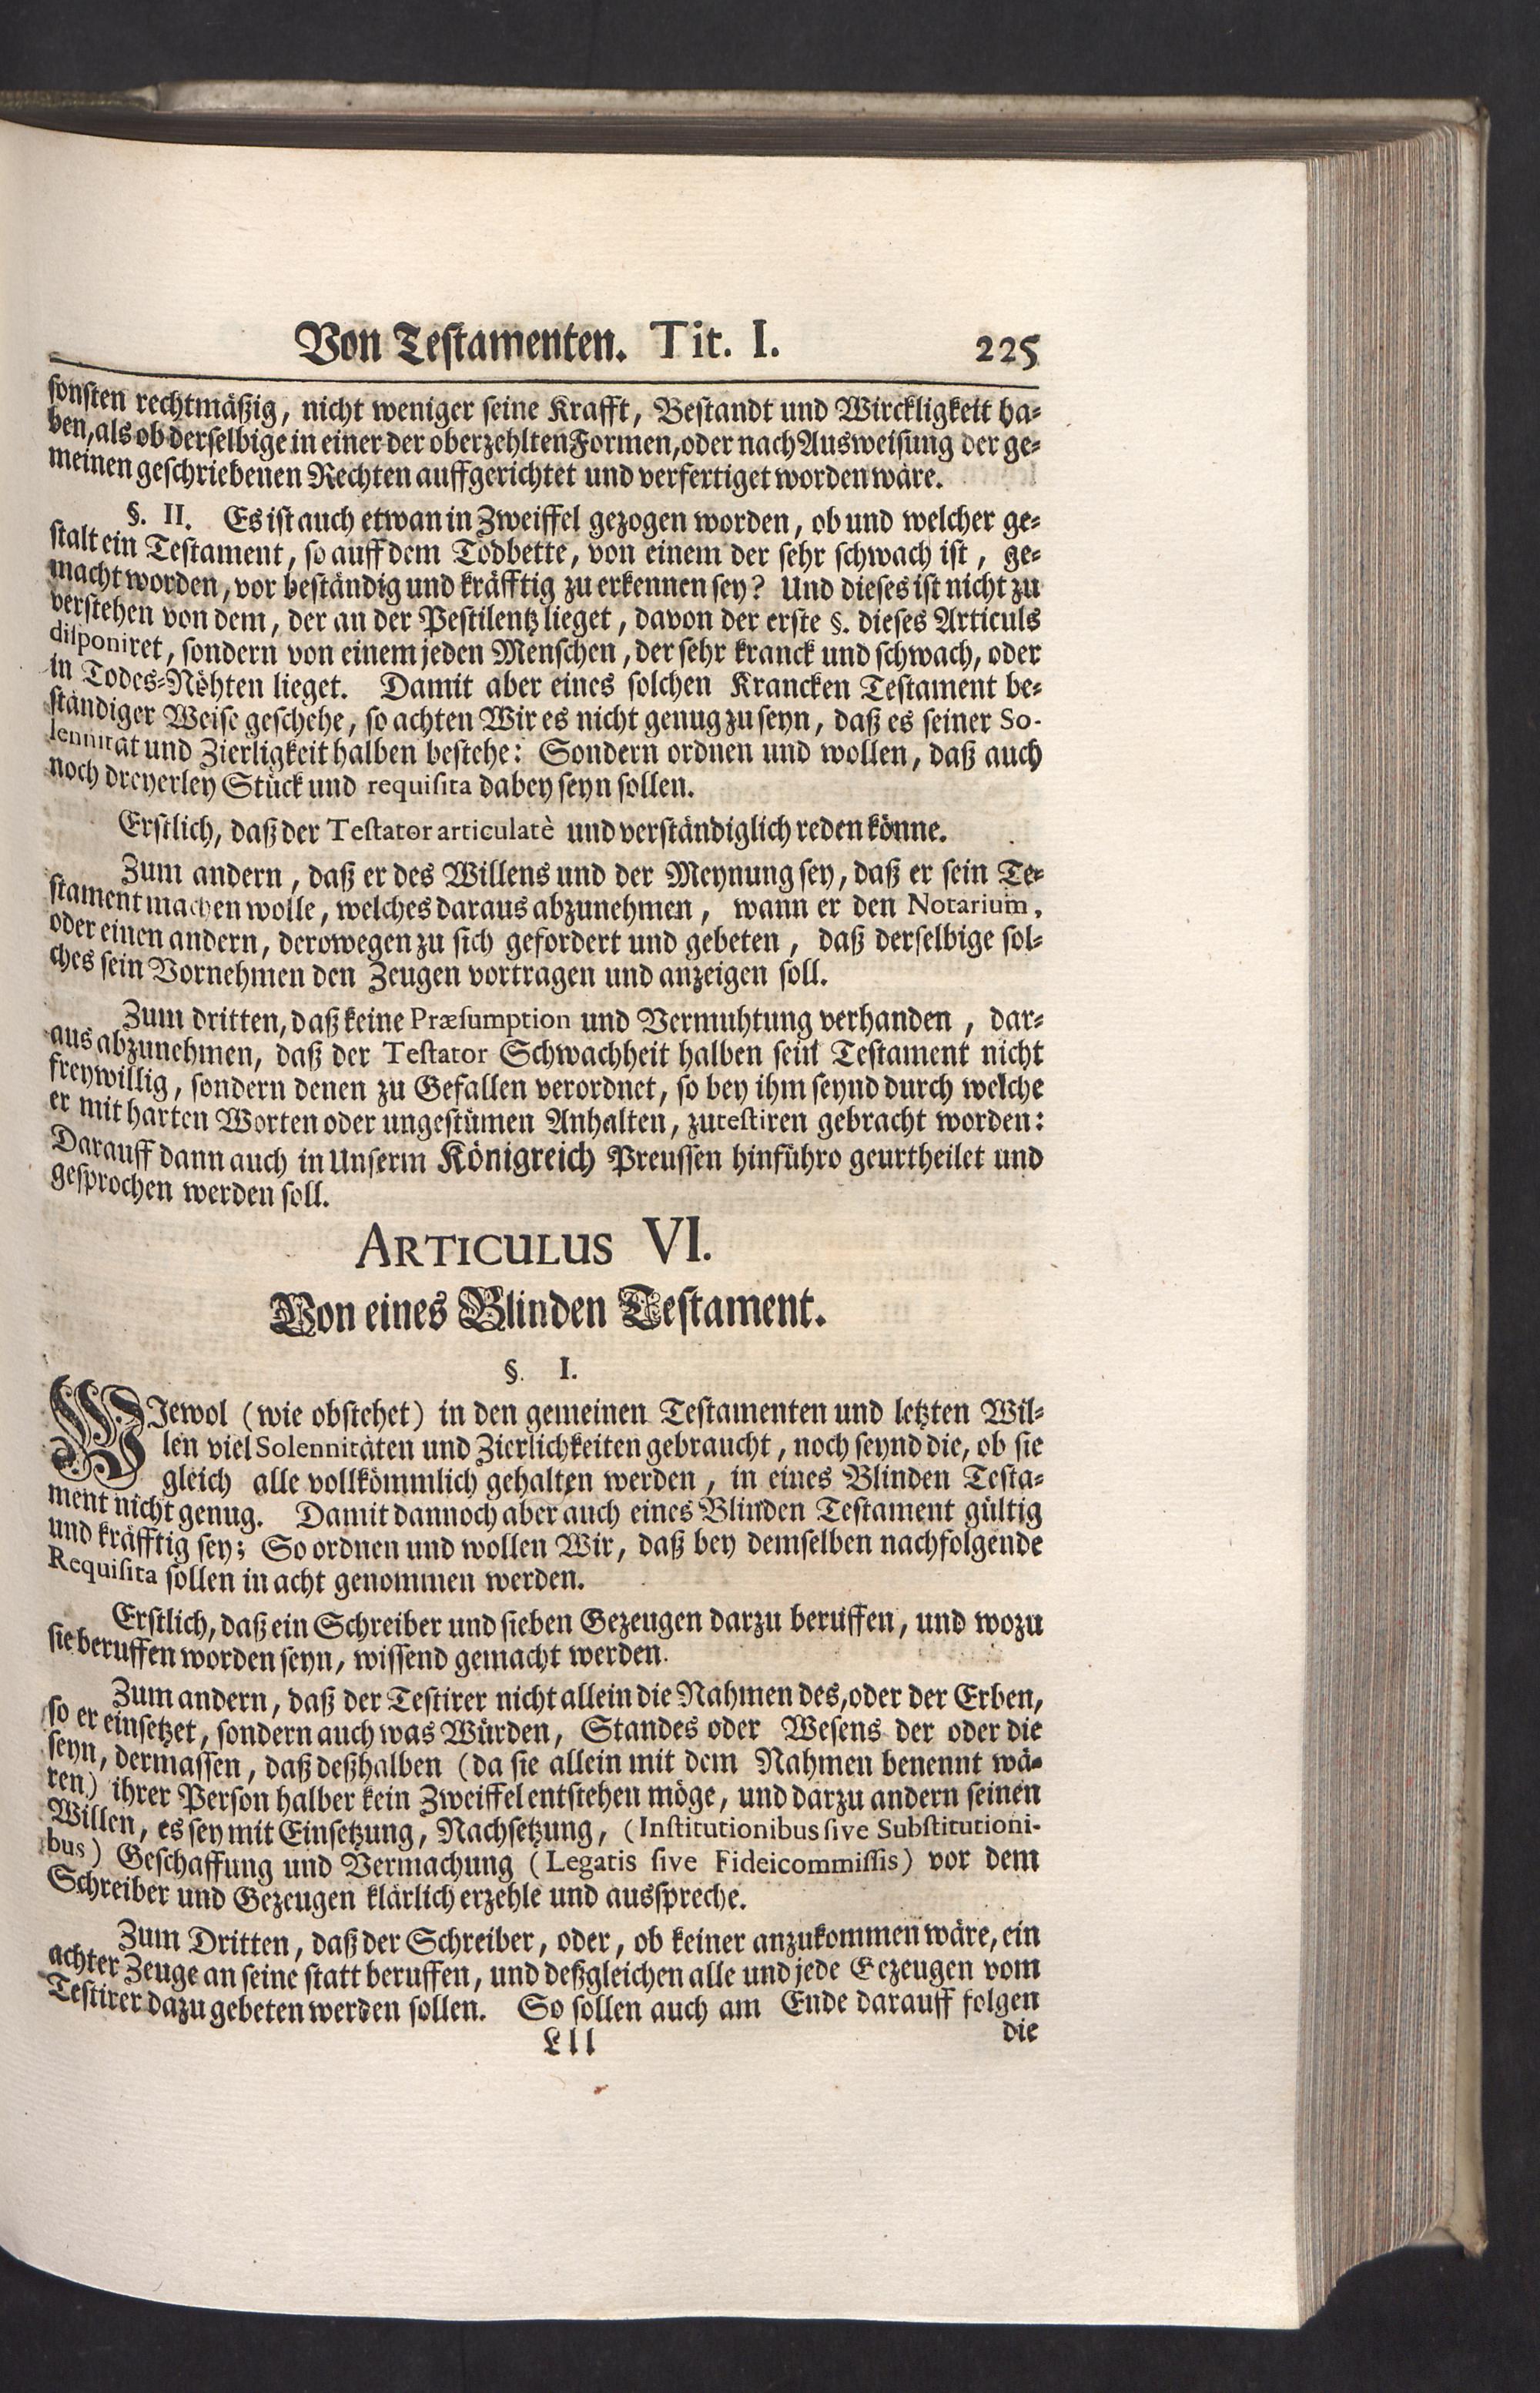 Von Testamenten. Tit. I. 225
sonsten rechtmäßig, nicht weniger seine Krafft, Bestandt und Wirckligkeit ha-
ben, als ob derselbige in einer der oberzehlten Formen, oder nach Ausweisung der ge-
meinen geschriebenen Rechten auffgerichtet und verfertiget worden wäre.
§. II. Es ist auch etwan in Zweiffel gezogen worden, ob und welcher ge-
stalt ein Testament, so auff dem Todbette, von einem der sehr schwach ist, ge-
macht worden, vor beständig und kräfftig zu erkennen sey? Und dieses ist nicht zu
verstehen von dem, der an der Pestilentz lieget, davon der erste §. dieses Articuls
disponiret, sondern von einem jeden Menschen, der sehr kranck und schwach, oder
in Todes-Nöhten lieget. Damit aber eines solchen Krancken Testament be-
ständiger Weise geschehe, so achten Wir es nicht genug zu seyn, daß es seiner So-
lennität und Zierligkeit halben bestehe: Sondern ordnen und wollen, daß auch
noch dreyerley Stück und requisita dabey seyn sollen.
Erstlich, daß der Testator articulatè und verständiglich reden könne.
Zum andern, daß er des Willens und der Meynung sey, daß er sein Te-
stament machen wolle, welches daraus abzunehmen, wann er den Notarium,
oder einen andern, derowegen zu sich gefordert und gebeten, daß derselbige sol-
ches sein Vornehmen den Zeugen vortragen und anzeigen soll.
Zum dritten, daß keine Præsumption und Vermuhtung verhanden, dar-
aus abzunehmen, daß der Testator Schwachheit halben sein Testament nicht
freywillig, sondern denen zu Gefallen verordnet, so bey ihm seynd durch welche
er mit harten Worten oder ungestümen Anhalten, zu testiren gebracht worden:
Darauff dann auch in Unserm Königreich Preussen hinführo geurtheilet und
gesprochen werden soll.
ARTICULUS VI.
Von eines Blinden Testament.
§. I.
WIewol (wie obstehet) in den gemeinen Testamenten und letzten Wil-
len viel Solennitäten und Zierlichkeiten gebraucht, noch seynd die, ob sie
gleich alle vollkömmlich gehalten werden, in eines Blinden Testa-
ment nicht genug. Damit dannoch aber auch eines Blinden Testament gültig
und kräfftig sey; So ordnen und wollen Wir, daß bey demselben nachfolgende
Requisita sollen in acht genommen werden.
Erstlich, daß ein Schreiber und sieben Gezeugen darzu beruffen, und wozu
sie beruffen worden seyn, wissend gemacht werden.
Zum andern, daß der Testirer nicht allein die Nahmen des, oder der Erben,
so er einsetzet, sondern auch was Würden, Standes oder Wesens der oder die
seyn, dermassen, daß deßhalben (da sie allein mit dem Nahmen benennt wä-
ren) ihrer Person halber kein Zweiffel entstehen möge, und darzu andern seinen
Willen, es sey mit Einsetzung, Nachsetzung, (Institutionibus sive Substitutioni-
bus) Geschaffung und Vermachung (Legatis sive Fideicommissis) vor dem
Schreiber und Gezeugen klärlich erzehle und ausspreche.
Zum Dritten, daß der Schreiber, oder, ob keiner anzukommen wäre, ein
achter Zeuge an seine statt beruffen, und deßgleichen alle und jede Gezeugen vom
Testirer dazu gebeten werden sollen. So sollen auch am Ende darauff folgen
Lll die